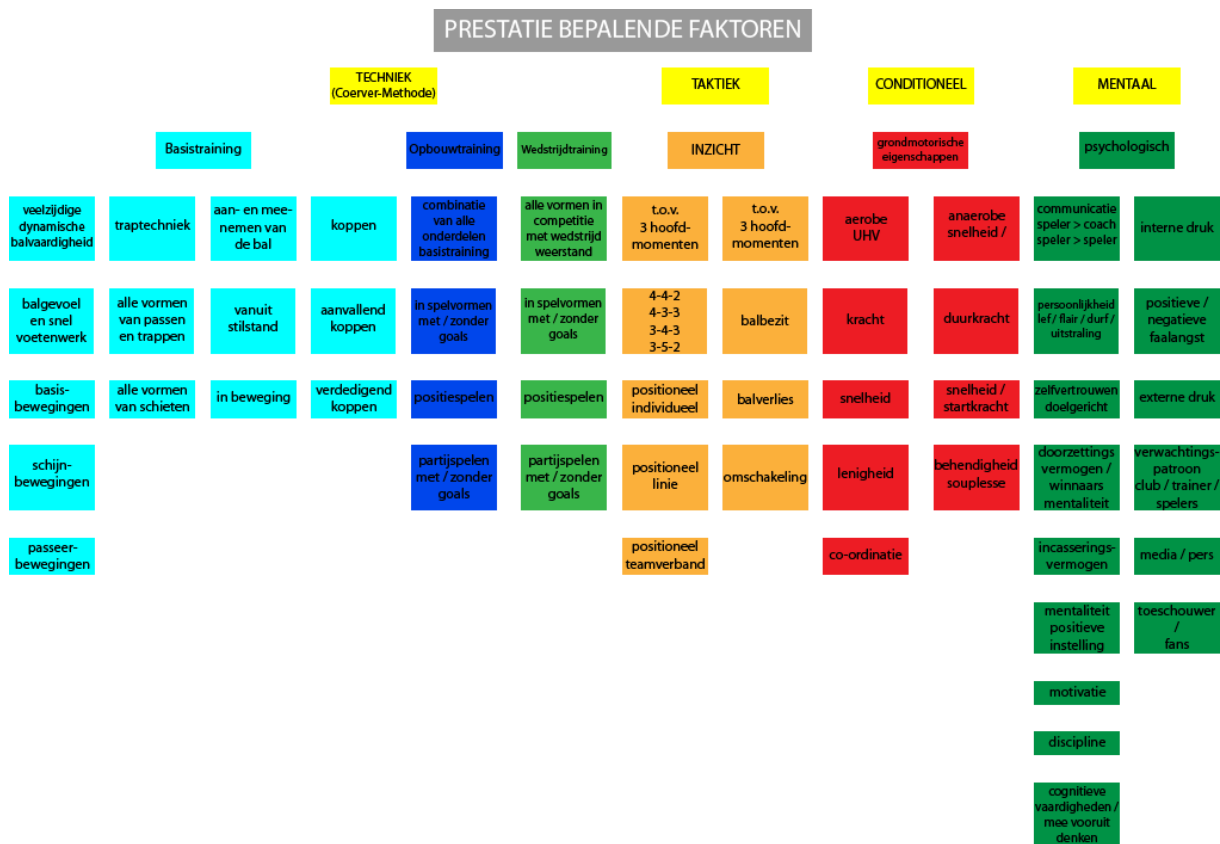 PRESTATIE BEPALENDE FAKTOREN
TECHNIEK
(Coerver-Methode)
TAKTIEK
CONDITIONEEL
MENTAAL
Basistraining
Opbouwtraining
Wedstrijdtraining
INZICHT
grondmotorische
eigenschappen
psychologisch
veelzijdige
dynamische
balvaardigheid
traptechniek
aan- en mee-
nemen van
de bal
koppen
combinatie
van alle
onderdelen
basistraining
alle vormen in
competitie
met wedstrijd
weerstand
t.o.v.
3 hoofd-
momenten
t.o.v.
3 hoofd-
momenten
aerobe
UHV
anaerobe
snelheid /
communicatie
speler > coach
speler > speler
interne druk
balgevoel
en snel
voetenwerk
alle vormen
van passen
en trappen
vanuit
stilstand
aanvallend
koppen
in spelvormen
met / zonder
goals
in spelvormen
met / zonder
goals
4-4-2
4-3-3
3-4-3
3-5-2
balbezit
kracht
duurkracht
persoonlijkheid
lef / flair / durf /
uitstraling
positieve /
negatieve
faalangst
basis-
bewegingen
alle vormen
van schieten
in beweging
verdedigend
koppen
positiespelen
positiespelen
positioneel
individueel
balverlies
snelheid
snelheid /
startkracht
zelfvertrouwen
doelgericht
externe druk
schijn-
bewegingen
partijspelen
met / zonder
goals
partijspelen
met / zonder
goals
positioneel
linie
omschakeling
lenigheid
behendigheid
souplesse
doorzettings
vermogen /
winnaars
mentaliteit
verwachtings-
patroon
club / trainer /
spelers
passeer-
bewegingen
positioneel
teamverband
co-ordinatie
incasserings-
vermogen
media / pers
mentaliteit
positieve
instelling
toeschouwer
/
fans
motivatie
discipline
cognitieve
vaardigheden /
mee vooruit
denken